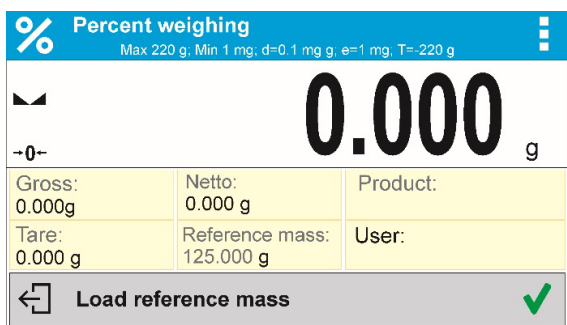 % Percent weighing
Max 220 g; Min 1 mg; d=0.1 mg g; e=1 mg; T=-220 g
0.000 g
→0←
Gross: Netto: Product:
0.000g 0.000 g
Tare: Reference mass: User:
0.000 g 125.000 g
Load reference mass